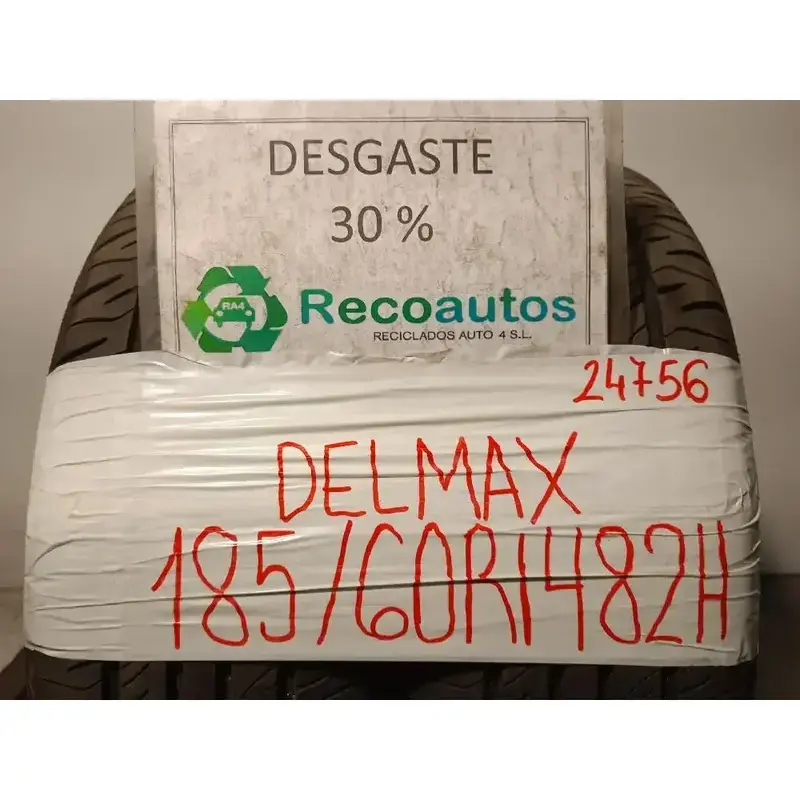 DESGASTE
30 %
RA4
Recoautos
RECICLADOS AUTO 4 S.L.
24756
DELMAX
185/60R1482H